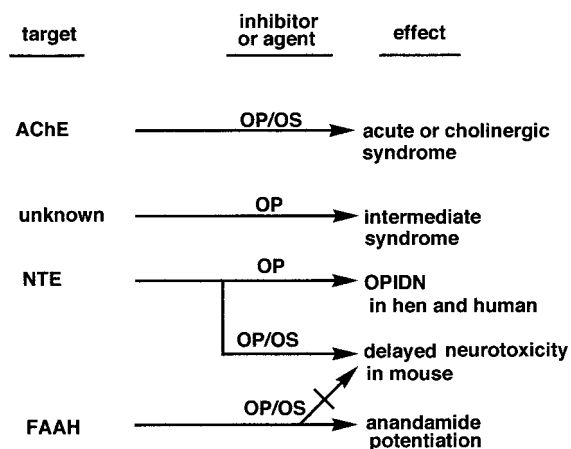 target
inhibitor
or agent
effect
AChE
OP/OS
acute or cholinergic
syndrome
unknown
OP
intermediate
syndrome
NTE
OP
OPIDN
in hen and human
OP/OS
delayed neurotoxicity
in mouse
FAAH
OP/OS
anandamide
potentiation